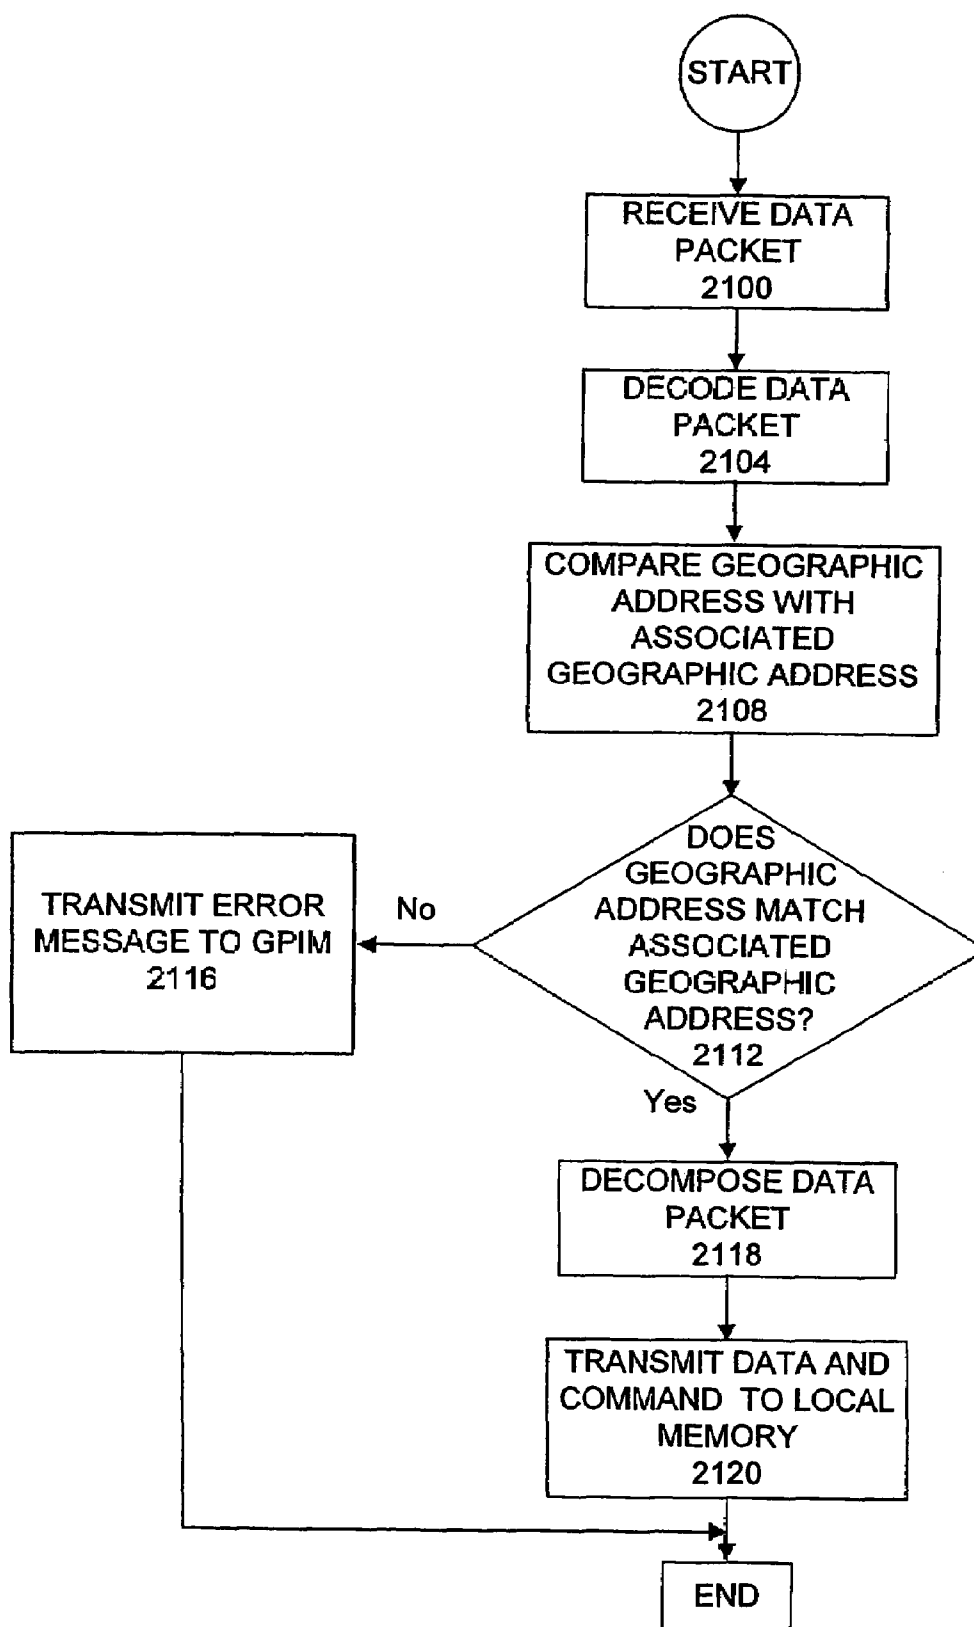 START
RECEIVE DATA
PACKET
2100
DECODE DATA
PACKET
2104
COMPARE GEOGRAPHIC
ADDRESS WITH
ASSOCIATED
GEOGRAPHIC ADDRESS
2108
DOES
GEOGRAPHIC
ADDRESS MATCH
ASSOCIATED
GEOGRAPHIC
ADDRESS?
2112
No
TRANSMIT ERROR
MESSAGE TO GPIM
2116
Yes
DECOMPOSE DATA
PACKET
2118
TRANSMIT DATA AND
COMMAND TO LOCAL
MEMORY
2120
END